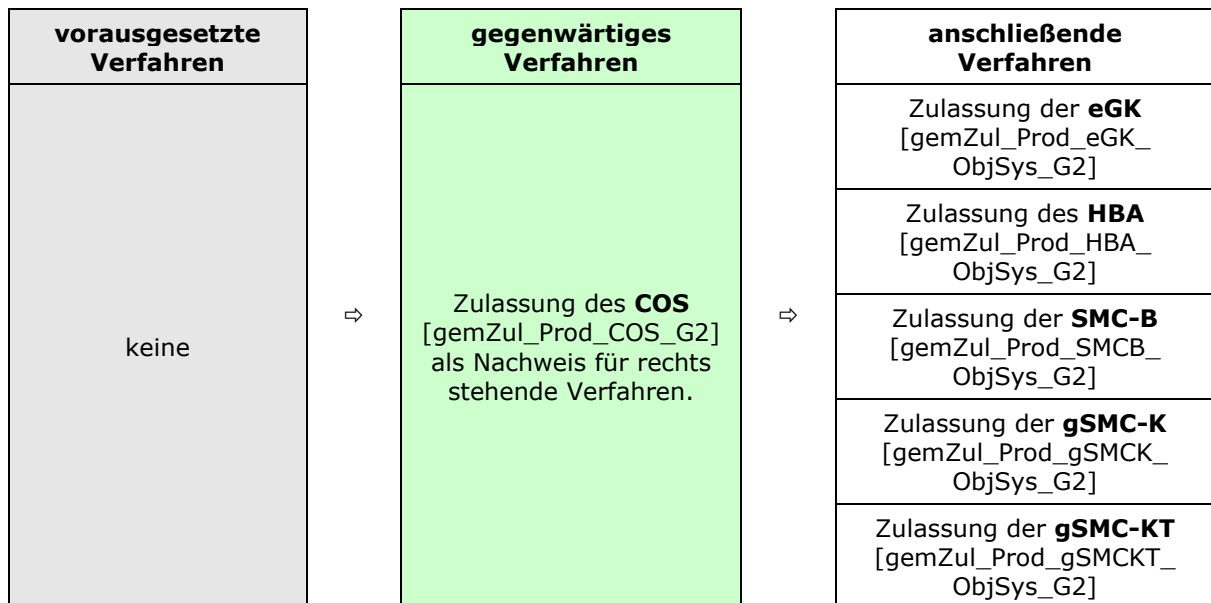 vorausgesetzte
Verfahren
keine
⇨
gegenwärtiges
Verfahren
Zulassung des COS
[gemZul_Prod_COS_G2]
als Nachweis für rechts
stehende Verfahren.
⇨
anschließende
Verfahren
Zulassung der eGK
[gemZul_Prod_eGK_
ObjSys_G2]
Zulassung des HBA
[gemZul_Prod_HBA_
ObjSys_G2]
Zulassung der SMC-B
[gemZul_Prod_SMCB_
ObjSys_G2]
Zulassung der gSMC-K
[gemZul_Prod_gSMCK_
ObjSys_G2]
Zulassung der gSMC-KT
[gemZul_Prod_gSMCKT_
ObjSys_G2]